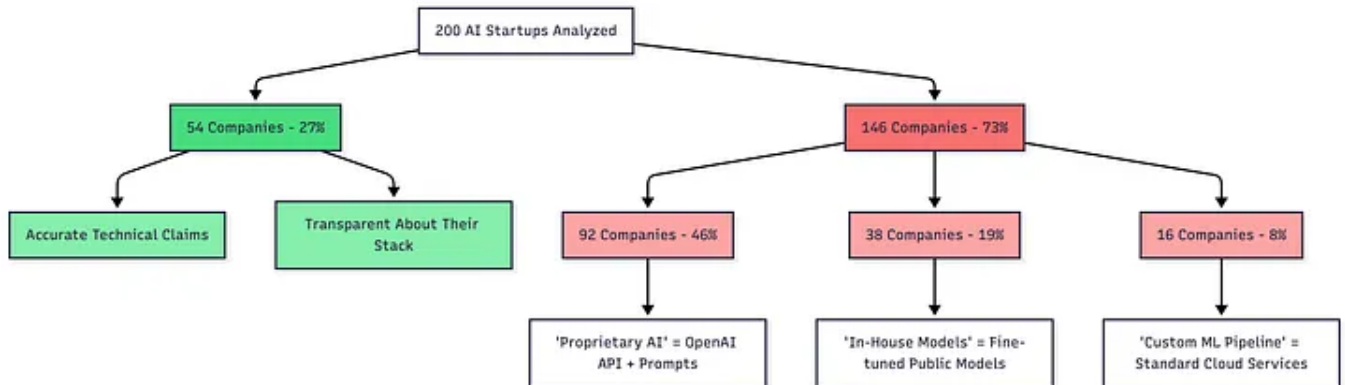 200 AI Startups Analyzed
54 Companies - 27%
146 Companies - 73%
Accurate Technical Claims
Transparent About Their
Stack
92 Companies - 46%
38 Companies - 19%
16 Companies - 8%
'Proprietary AI' = OpenAI
API + Prompts
'In-House Models' = Fine-
tuned Public Models
'Custom ML Pipeline' =
Standard Cloud Services